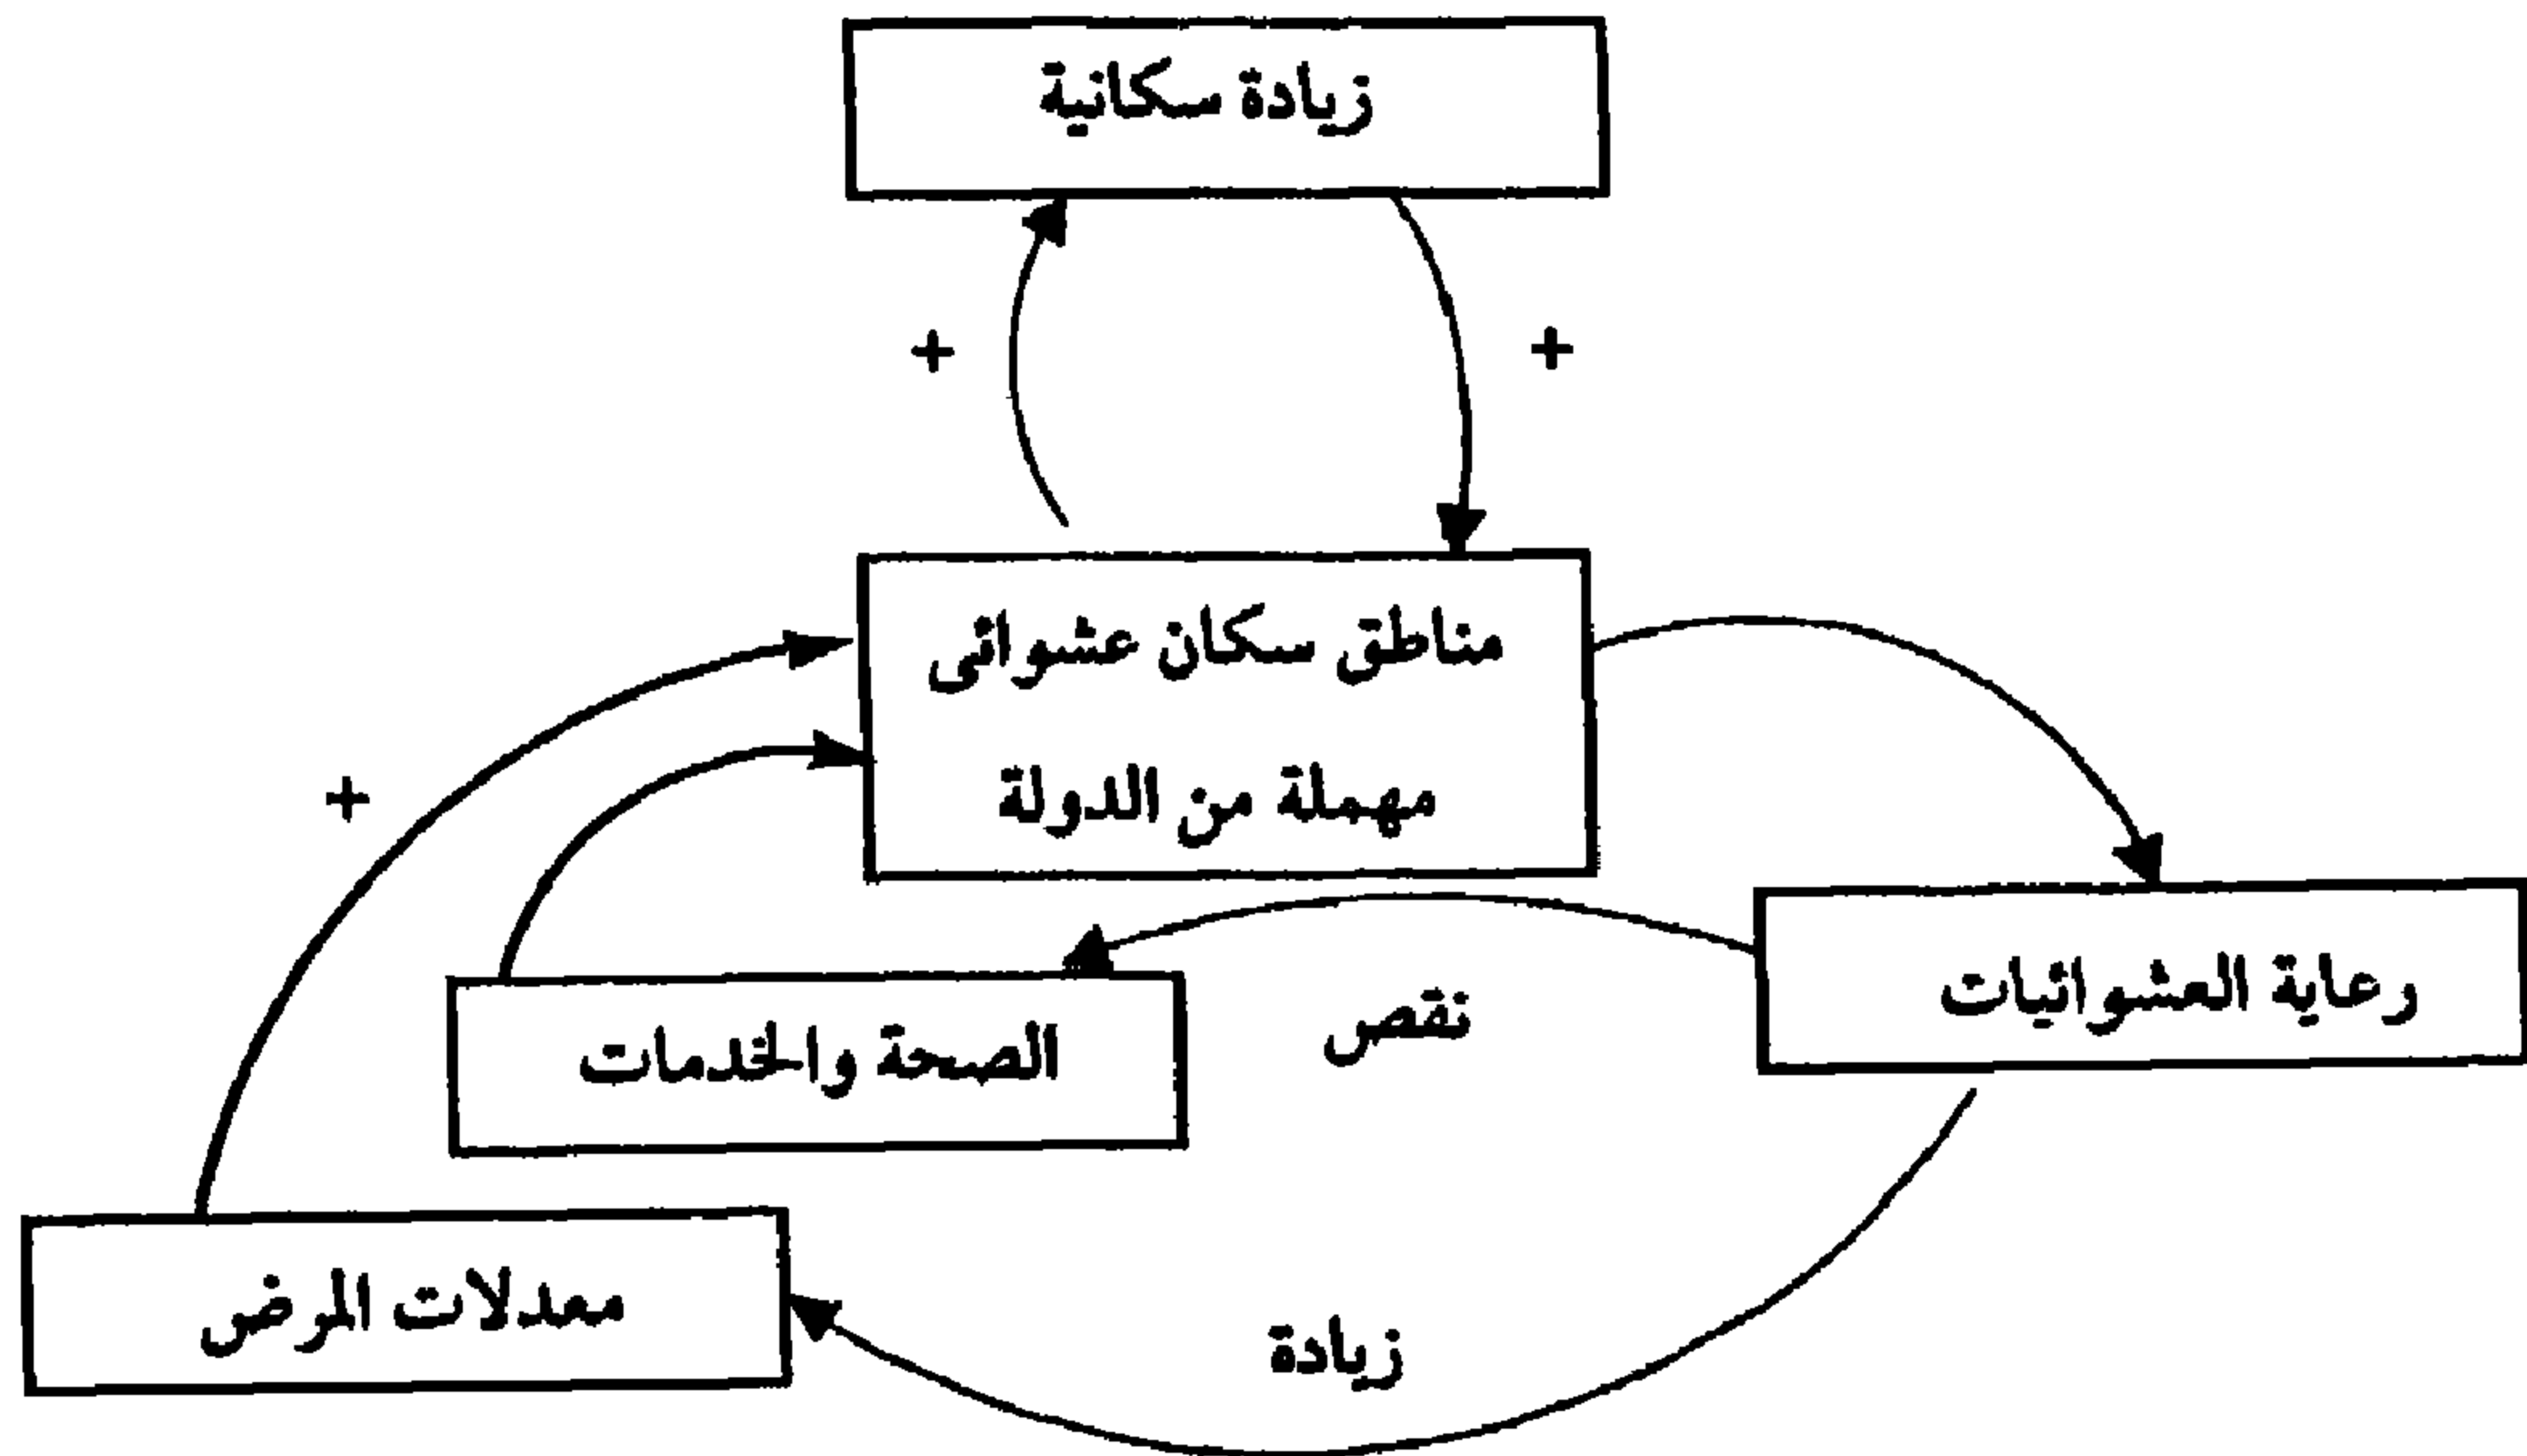 زيادة سكانية
+
+
مناطق سكان عشوائى
مهملة من الدولة
+
رعاية العشوائيات
نقص
الصحة والخدمات
معدلات المرض
زيادة